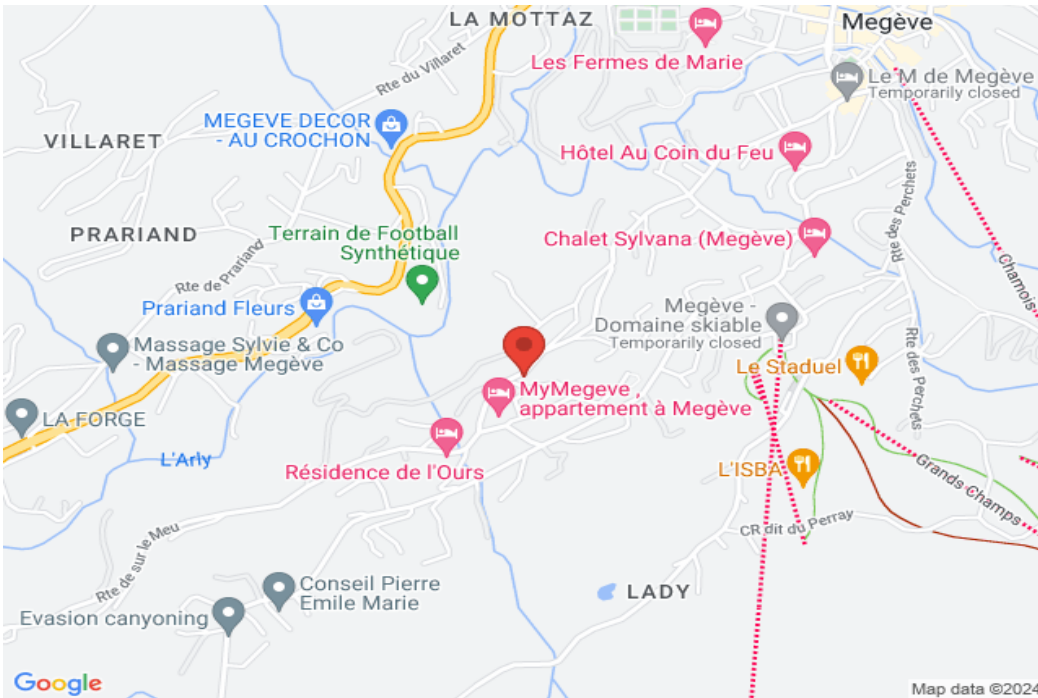 LA MOTTAZ
Megève
Les Fermes de Marie
Le M de Megève
Temporarily closed
Rte du Villaret
MEGEVE DECOR
- AU CROCHON
VILLARET
Hôtel Au Coin du Feu
Rte des Perchets
PRARIAND
Terrain de Football
Synthétique
Chalet Sylvana (Megève)
Chamois
Rte de Prariand
Prariand Fleurs
Megève -
Domaine skiable
Temporarily closed
Massage Sylvie & Co
- Massage Megève
Rte des Perchets
Le Staduel
MyMegeve ,
appartement à Megève
LA FORGE
L'Arly
Résidence de l'Ours
L'ISBA
Grands Champs
CR dit du Perray
Rte de sur le Meu
Conseil Pierre
Emile Marie
LADY
Evasion canyoning
Google
Map data ©2024